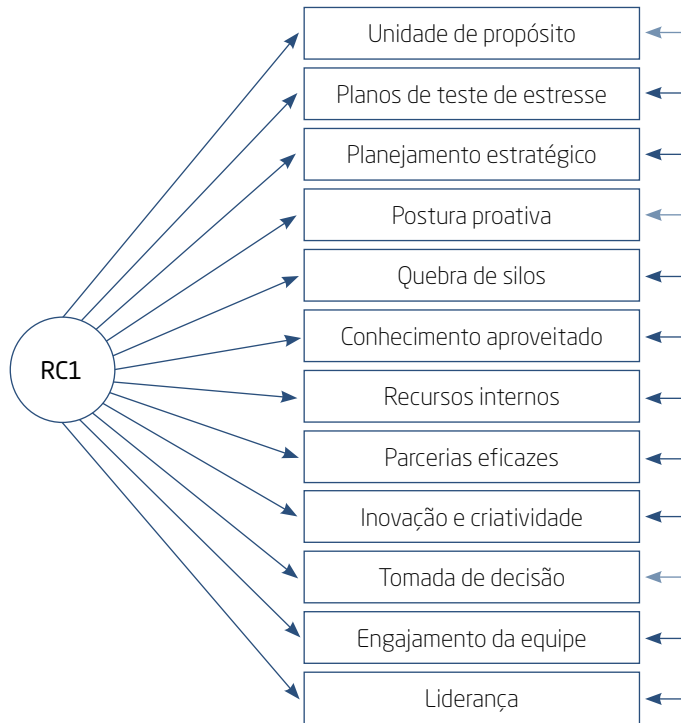 Unidade de propósito
Planos de teste de estresse
Planejamento estratégico
Postura proativa
Quebra de silos
Conhecimento aproveitado
RC1
Recursos internos
Parcerias eficazes
Inovação e criatividade
Tomada de decisão
Engajamento da equipe
Liderança